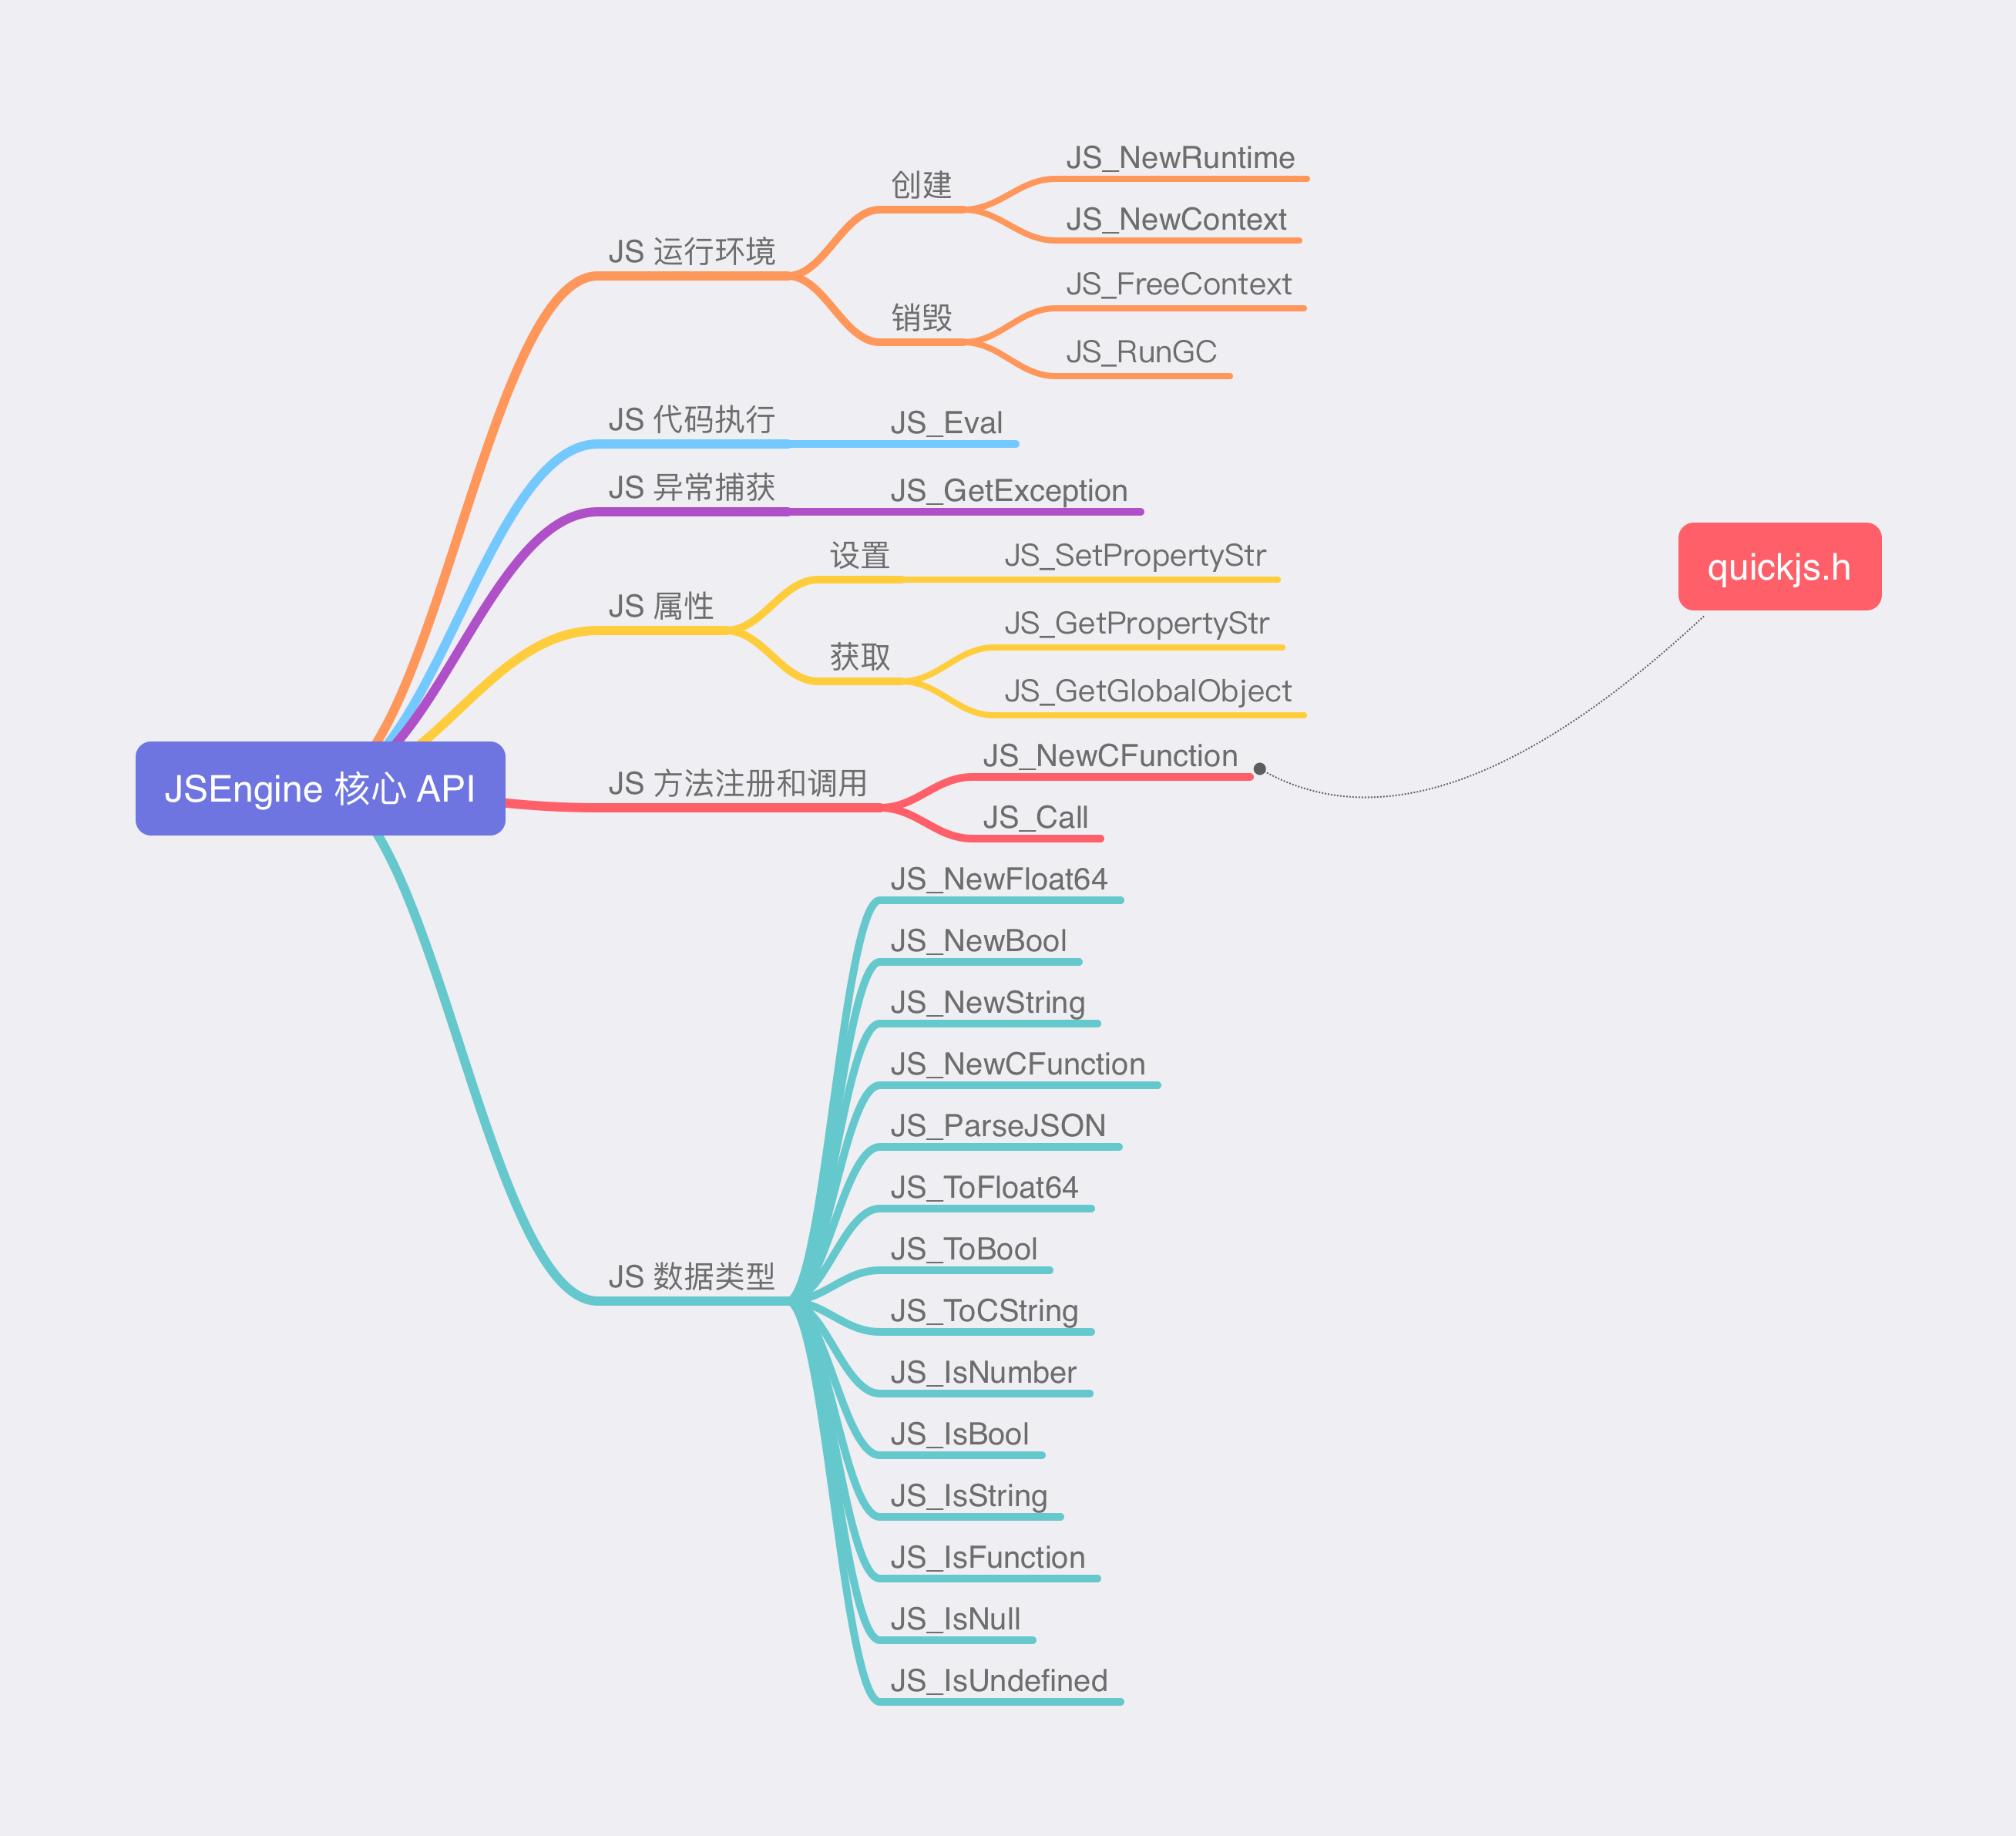 JSEngine 核心 API
JS 运行环境
创建
JS_NewRuntime
JS_NewContext
销毁
JS_FreeContext
JS_RunGC
JS 代码执行
JS_Eval
JS 异常捕获
JS_GetException
JS 属性
设置
JS_SetPropertyStr
获取
JS_GetPropertyStr
JS_GetGlobalObject
JS 方法注册和调用
JS_NewCFunction
JS_Call
quickjs.h
JS 数据类型
JS_NewFloat64
JS_NewBool
JS_NewString
JS_NewCFunction
JS_ParseJSON
JS_ToFloat64
JS_ToBool
JS_ToCString
JS_IsNumber
JS_IsBool
JS_IsString
JS_IsFunction
JS_IsNull
JS_IsUndefined